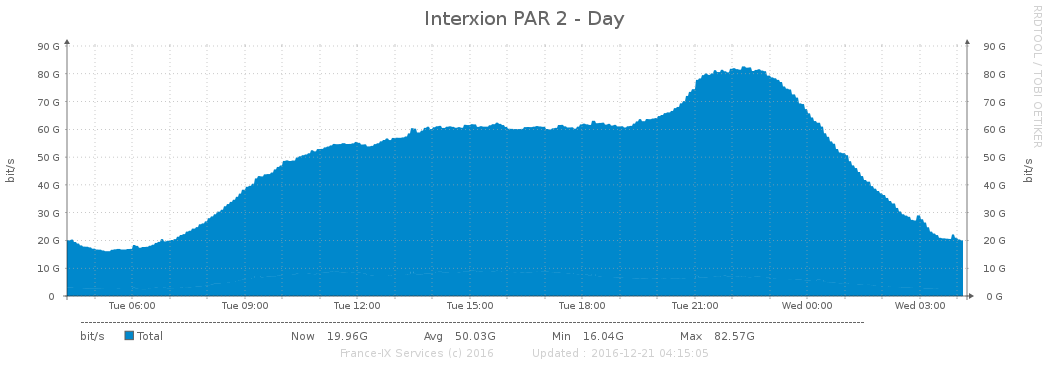 Interxion PAR 2 - Day
RRDTOOL / TOBI OETIKER
90 G 90 G
80 G 80 G
70 G 70 G
60 G 60 G
50 G 50 G
40 G 40 G
30 G 30 G
20 G 20 G
10 G 10 G
0 0 G
bit/s
bit/s
Tue 06:00 Tue 09:00 Tue 12:00 Tue 15:00 Tue 18:00 Tue 21:00 Wed 00:00 Wed 03:00
bit/s Total Now 19.96G Avg 50.03G Min 16.04G Max 82.57G
France-IX Services (c) 2016 Updated : 2016-12-21 04:15:05